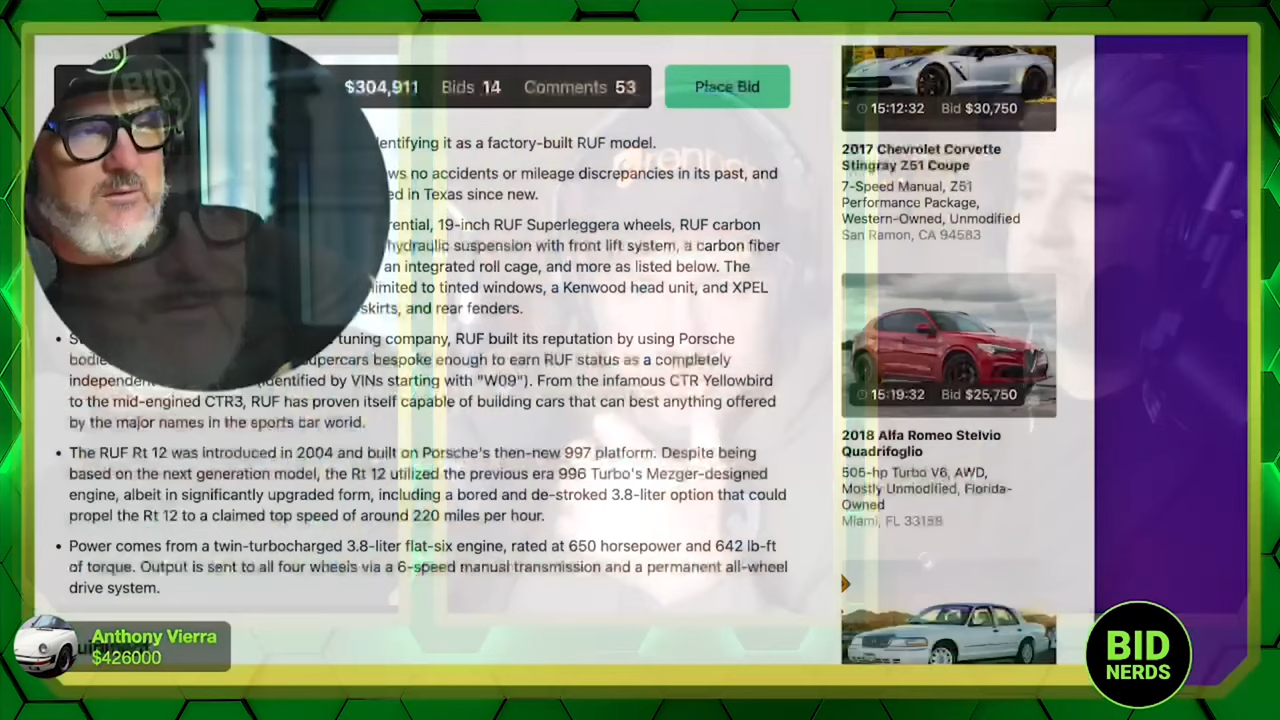 BID
$304,911 Bids 14 Comments 53
Place Bid
entifying it as a factory-built RUF model.
ws no accidents or mileage discrepancies in its past, and
ed in Texas since new.
rential, 19-inch RUF Superleggera wheels, RUF carbon
hydraulic suspension with front lift system, a carbon fiber
an integrated roll cage, and more as listed below. The
limited to tinted windows, a Kenwood head unit, and XPEL
skirts, and rear fenders.
tuning company, RUF built its reputation by using Porsche
bodie upercars bespoke enough to earn RUF status as a completely
independen identified by VINs starting with "W09"). From the infamous CTR Yellowbird
to the mid-engined CTR3, RUF has proven itself capable of building cars that can best anything offered
by the major names in the sports car world.
• The RUF Rt 12 was introduced in 2004 and built on Porsche's then-new 997 platform. Despite being
based on the next generation model, the Rt 12 utilized the previous era 996 Turbo's Mezger-designed
engine, albeit in significantly upgraded form, including a bored and de-stroked 3.8-liter option that could
propel the Rt 12 to a claimed top speed of around 220 miles per hour.
• Power comes from a twin-turbocharged 3.8-liter flat-six engine, rated at 650 horsepower and 642 lb-ft
of torque. Output is sent to all four wheels via a 6-speed manual transmission and a permanent all-wheel
drive system.
15:12:32 Bid $30,750
2017 Chevrolet Corvette
Stingray Z51 Coupe
7-Speed Manual, Z51
Performance Package,
Western-Owned, Unmodified
San Ramon, CA 94583
15:19:32 Bid $25,750
2018 Alfa Romeo Stelvio
Quadrifoglio
505-hp Turbo V6, AWD,
Mostly Unmodified, Florida-
Owned
Miami, FL
Anthony Vierra
$426000
BID
NERDS